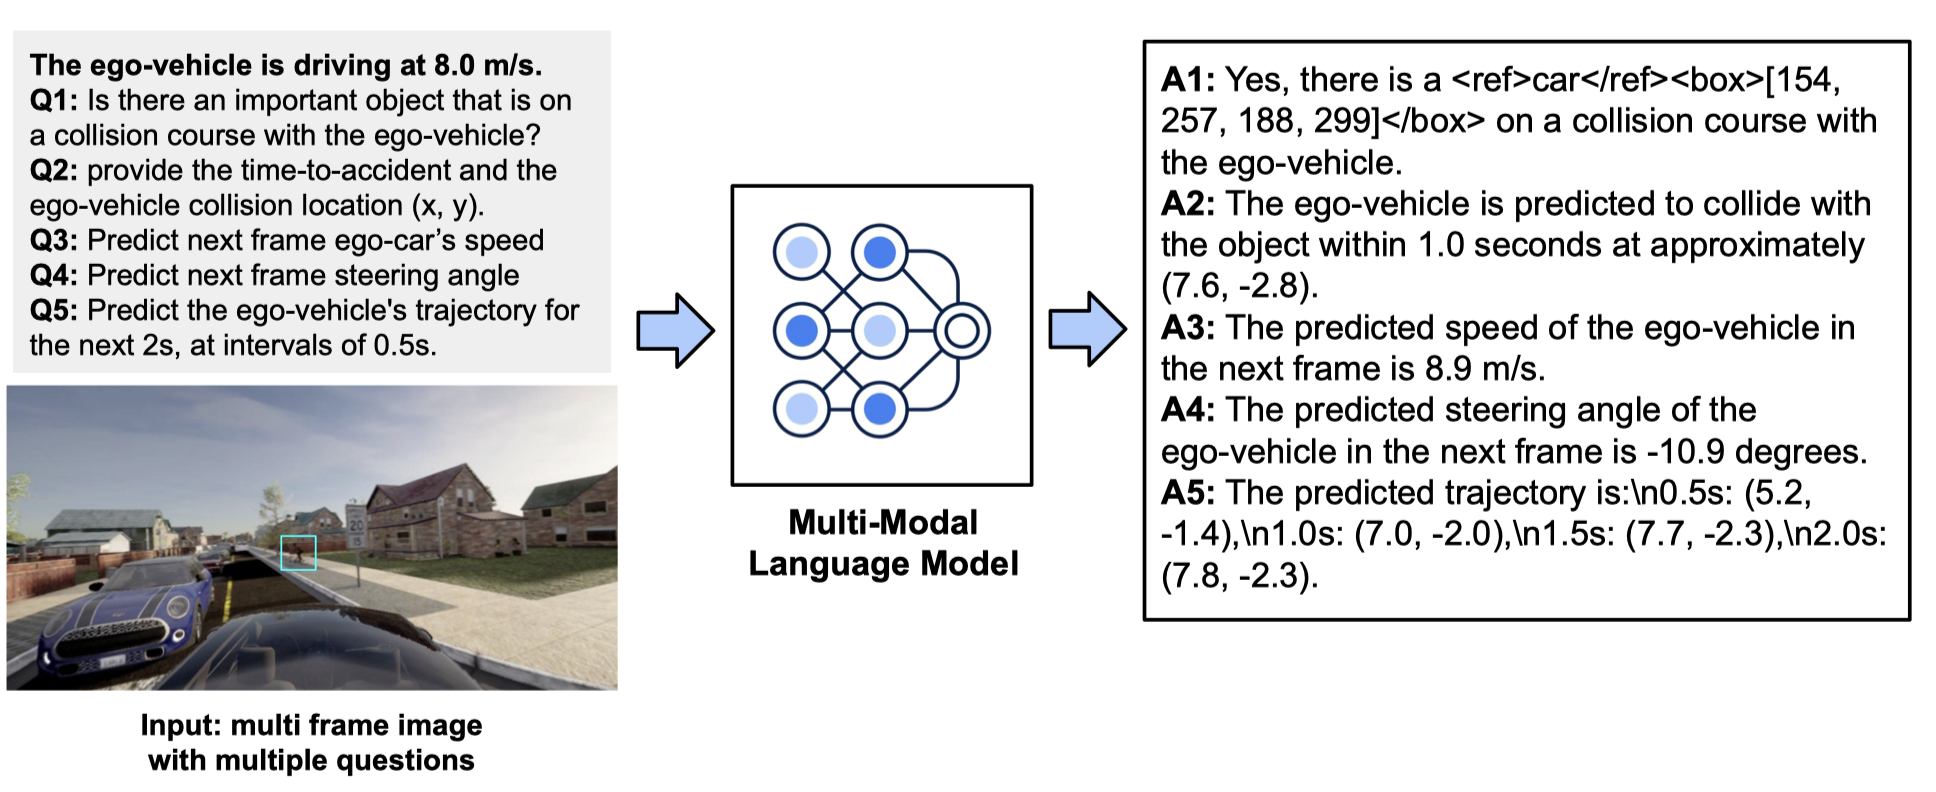 The ego-vehicle is driving at 8.0 m/s.
Q1: Is there an important object that is on
a collision course with the ego-vehicle?
Q2: provide the time-to-accident and the
ego-vehicle collision location (x, y).
Q3: Predict next frame ego-car’s speed
Q4: Predict next frame steering angle
Q5: Predict the ego-vehicle's trajectory for
the next 2s, at intervals of 0.5s.
20
15
Input: multi frame image
with multiple questions
Multi-Modal
Language Model
A1: Yes, there is a <ref>car</ref><box>[154,
257, 188, 299]</box> on a collision course with
the ego-vehicle.
A2: The ego-vehicle is predicted to collide with
the object within 1.0 seconds at approximately
(7.6, -2.8).
A3: The predicted speed of the ego-vehicle in
the next frame is 8.9 m/s.
A4: The predicted steering angle of the
ego-vehicle in the next frame is -10.9 degrees.
A5: The predicted trajectory is:\n0.5s: (5.2,
-1.4),\n1.0s: (7.0, -2.0),\n1.5s: (7.7, -2.3),\n2.0s:
(7.8, -2.3).